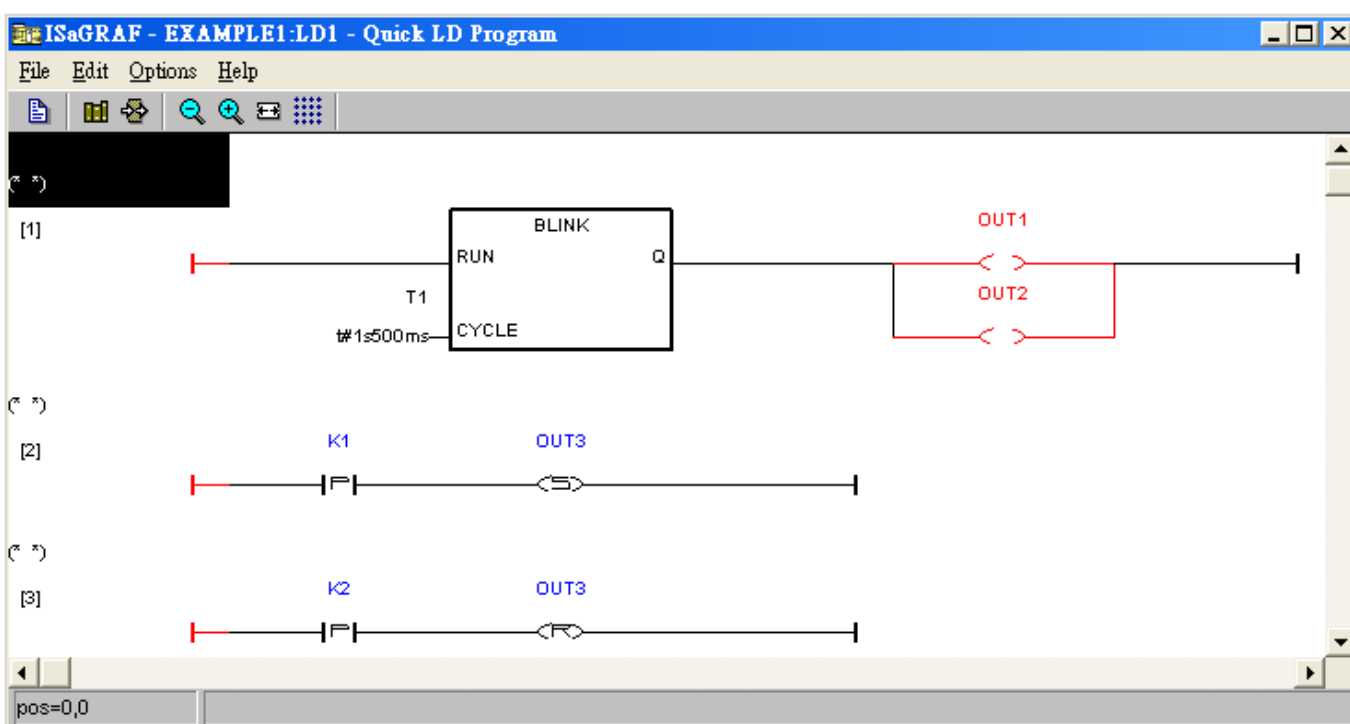 ISaGRAF - EXAMPLE1:LD1 - Quick LD Program
File Edit Options Help
(* *)
[1]
BLINK
OUT1
RUN Q
T1
OUT2
t#1s500ms CYCLE
(* *)
[2]
K1 OUT3
P S
(* *)
[3]
K2 OUT3
P R
pos=0,0